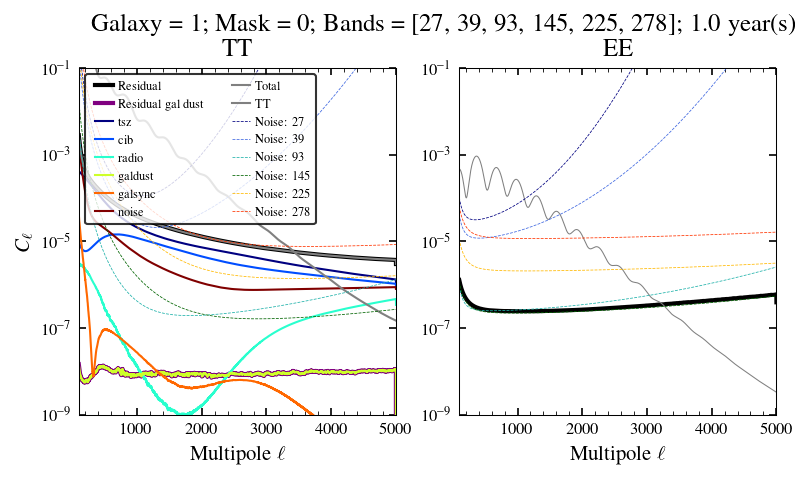 Galaxy = 1; Mask = 0; Bands = [27, 39, 93, 145, 225, 278]; 1.0 year(s)
TT
EE
10⁻¹
10⁻³
10⁻⁵
10⁻⁷
10⁻⁹
C_ℓ
Residual
Residual gal dust
tsz
cib
radio
galdust
galsync
noise
Total
TT
Noise: 27
Noise: 39
Noise: 93
Noise: 145
Noise: 225
Noise: 278
1000
2000
3000
4000
5000
Multipole ℓ
10⁻¹
10⁻³
10⁻⁵
10⁻⁷
10⁻⁹
1000
2000
3000
4000
5000
Multipole ℓ